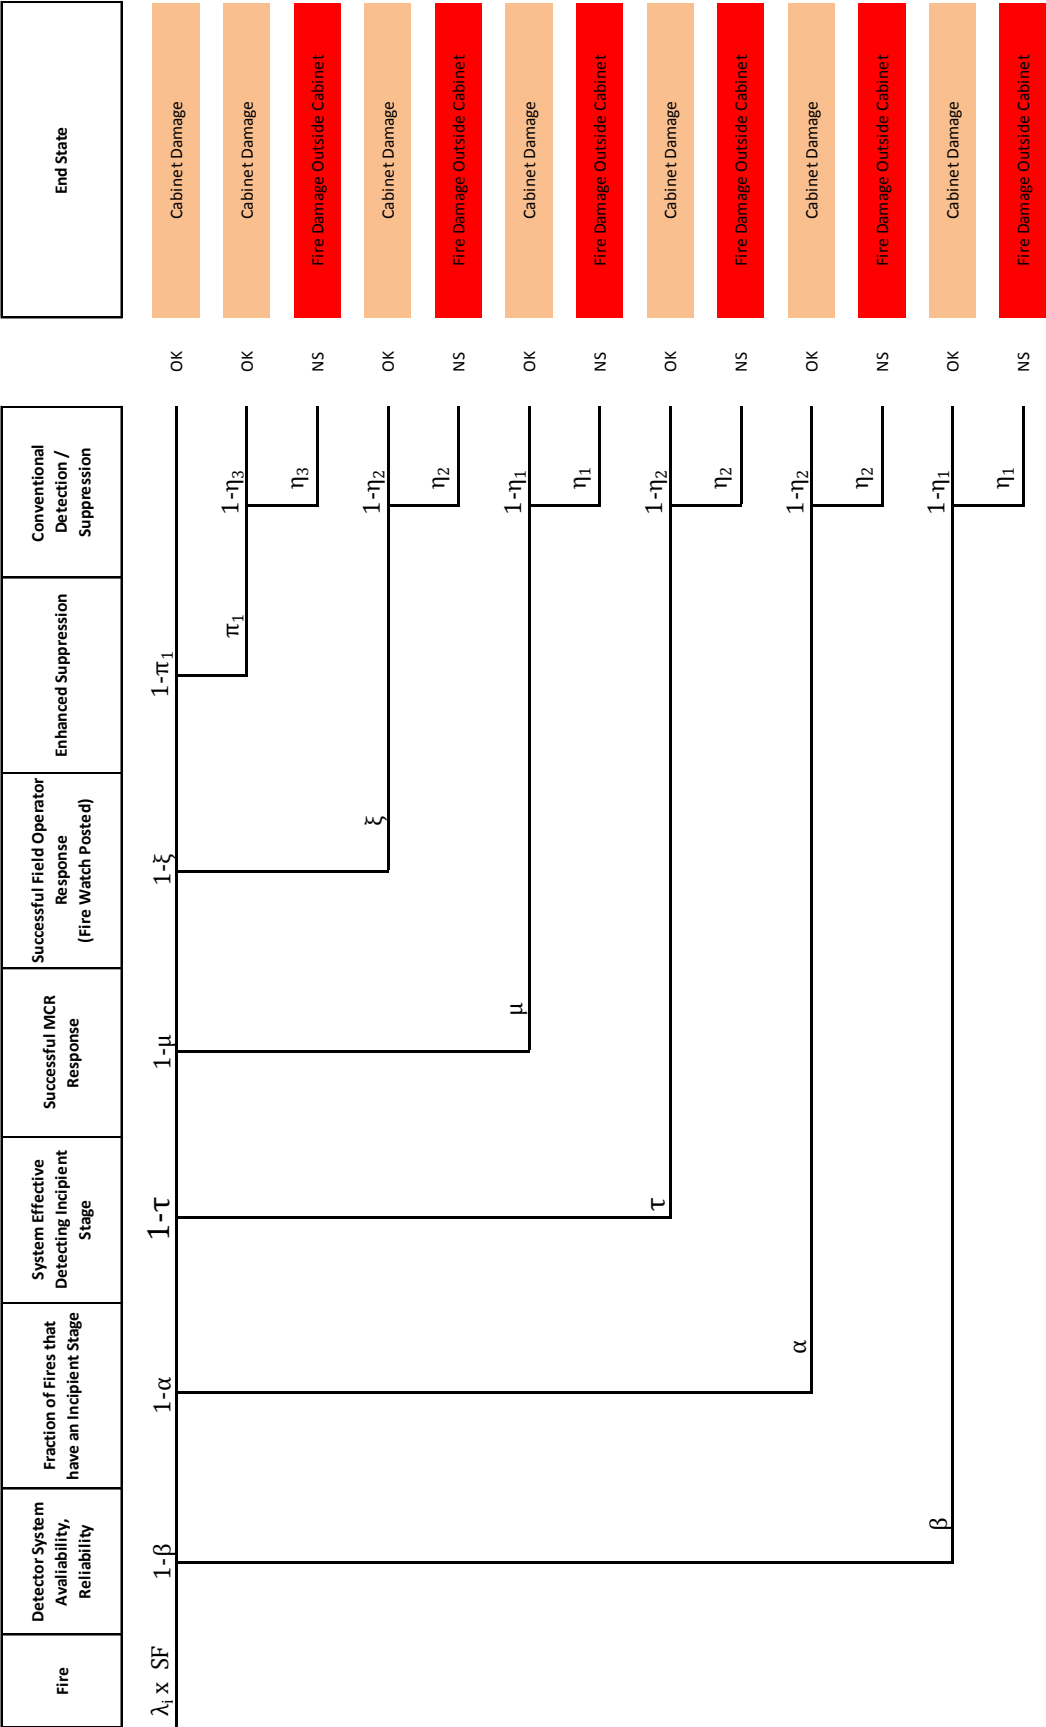 Fire
Detector System
Avaliability,
Reliability
Fraction of Fires that
have an Incipient Stage
System Effective
Detecting Incipient
Stage
Successful MCR
Response
Successful Field Operator
Response
(Fire Watch Posted)
Enhanced Suppression
Conventional
Detection /
Suppression
End State
λi x SF
1-β
1-α
1-τ
1-μ
1-ξ
1-π1
OK
Cabinet Damage
π1
1-η3
OK
Cabinet Damage
η3
NS
Fire Damage Outside Cabinet
ξ
1-η2
OK
Cabinet Damage
η2
NS
Fire Damage Outside Cabinet
μ
1-η1
OK
Cabinet Damage
η1
NS
Fire Damage Outside Cabinet
τ
1-η2
OK
Cabinet Damage
η2
NS
Fire Damage Outside Cabinet
α
1-η2
OK
Cabinet Damage
η2
NS
Fire Damage Outside Cabinet
β
1-η1
OK
Cabinet Damage
η1
NS
Fire Damage Outside Cabinet